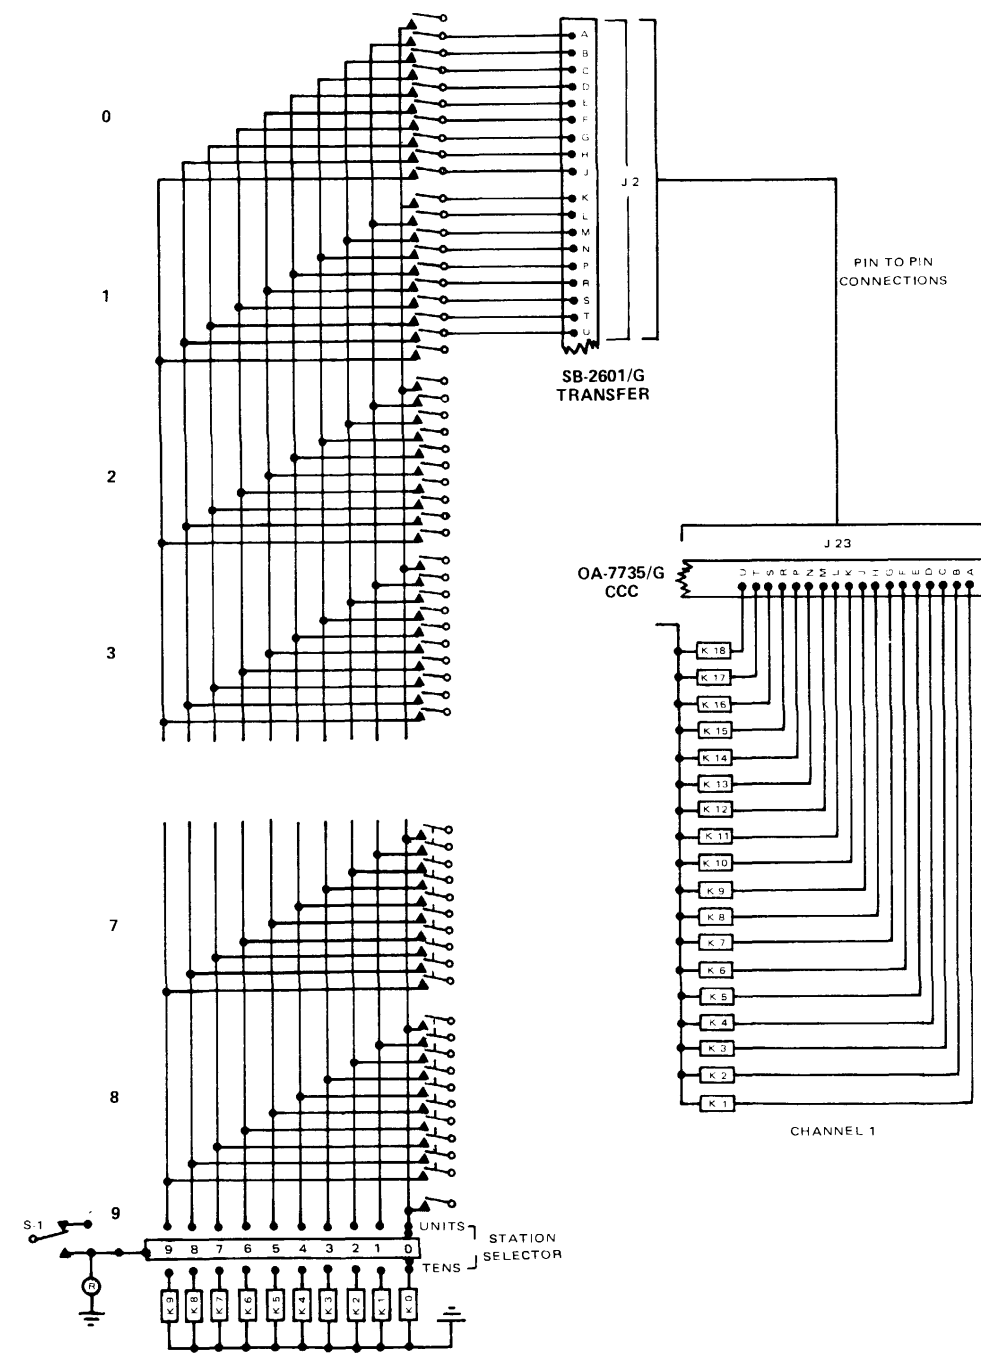 0
A
B
C
D
E
F
G
H
J
K
L
M
N
P
R
S
T
U
J 2
PIN TO PIN
CONNECTIONS
1
SB-2601/G
TRANSFER
2
J 23
OA-7735/G
CCC
U T S R P N M L K J H G F E D C B A
3
K 18
K 17
K 16
K 15
K 14
K 13
K 12
K 11
K 10
K 9
K 8
K 7
K 6
K 5
K 4
K 3
K 2
K 1
CHANNEL 1
7
8
9
S-1
UNITS
9 8 7 6 5 4 3 2 1 0
STATION
SELECTOR
TENS
R
K 9 K 8 K 7 K 6 K 5 K 4 K 3 K 2 K 1 K 0